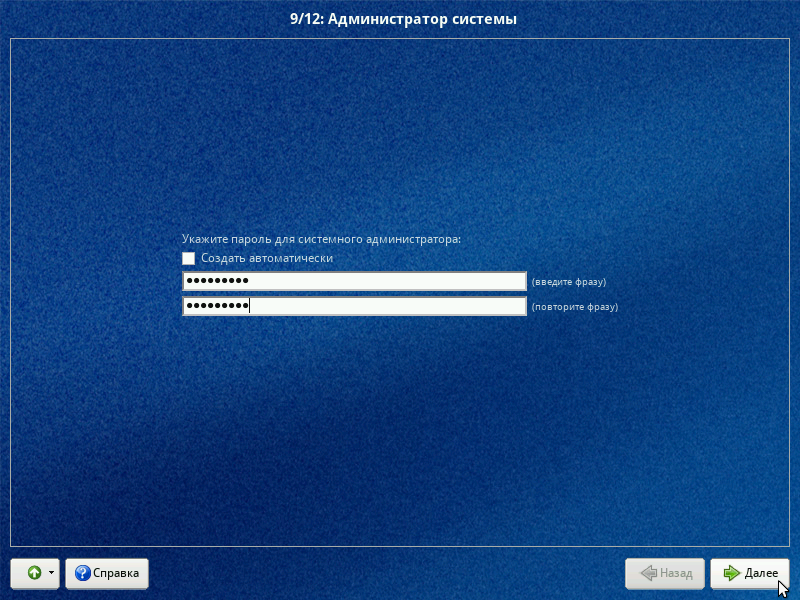 9/12: Администратор системы
Укажите пароль для системного администратора:
Создать автоматически
●●●●●●●●● (введите фразу)
●●●●●●●●● (повторите фразу)
Справка Назад Далее